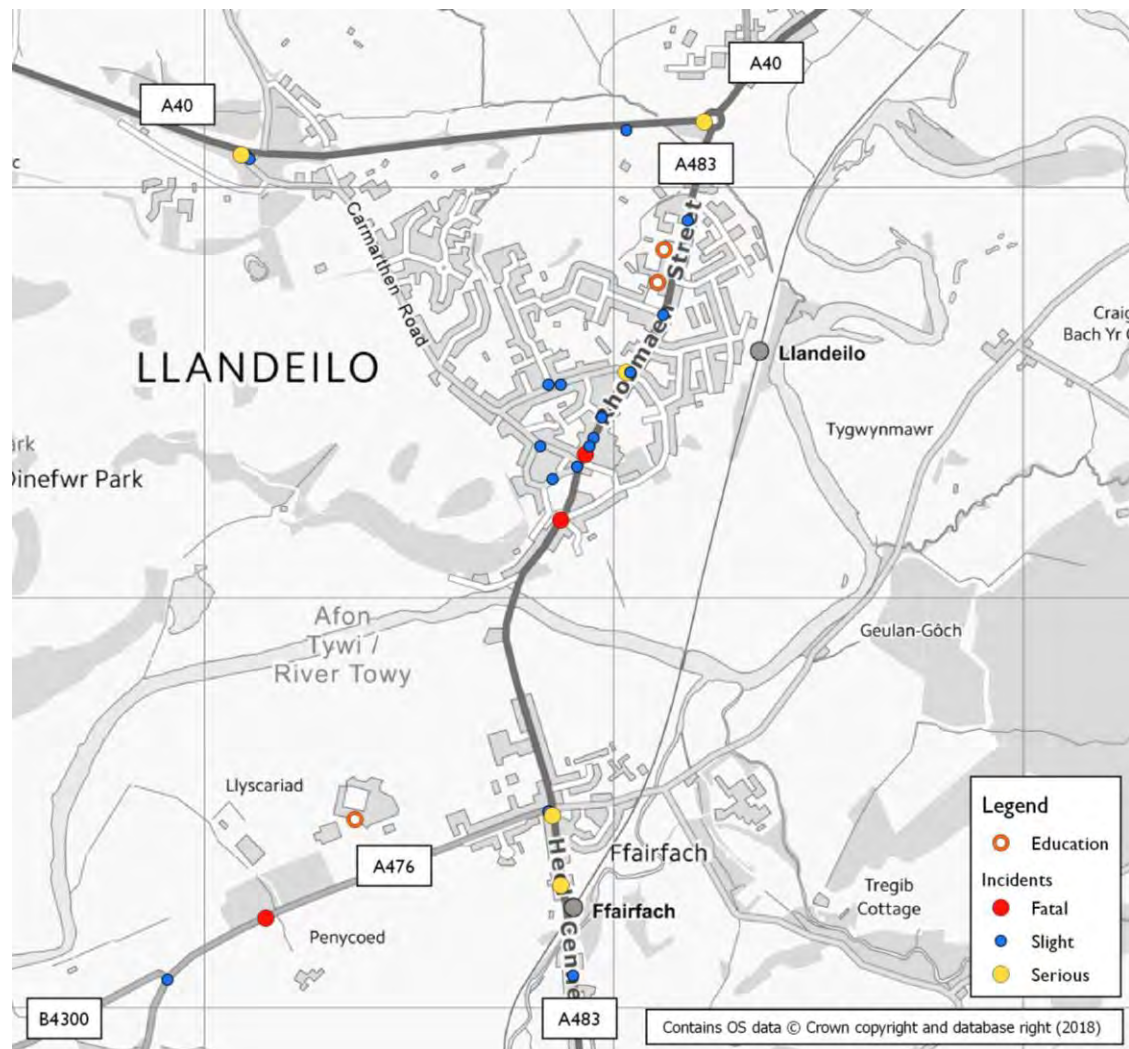 A40
A40
A483
Carmarthen Road
Street
LLANDEILO
Llandeilo
Craig
Bach Yr
Tygwynmawr
Dinefwr Park
Afon
Tywi /
River Towy
Geulan-Gôch
Llyscariad
A476
Ffairfach
Ffairfach
Penycoed
Tregib
Cottage
B4300
A483
Legend
Education
Incidents
Fatal
Slight
Serious
Contains OS data © Crown copyright and database right (2018)